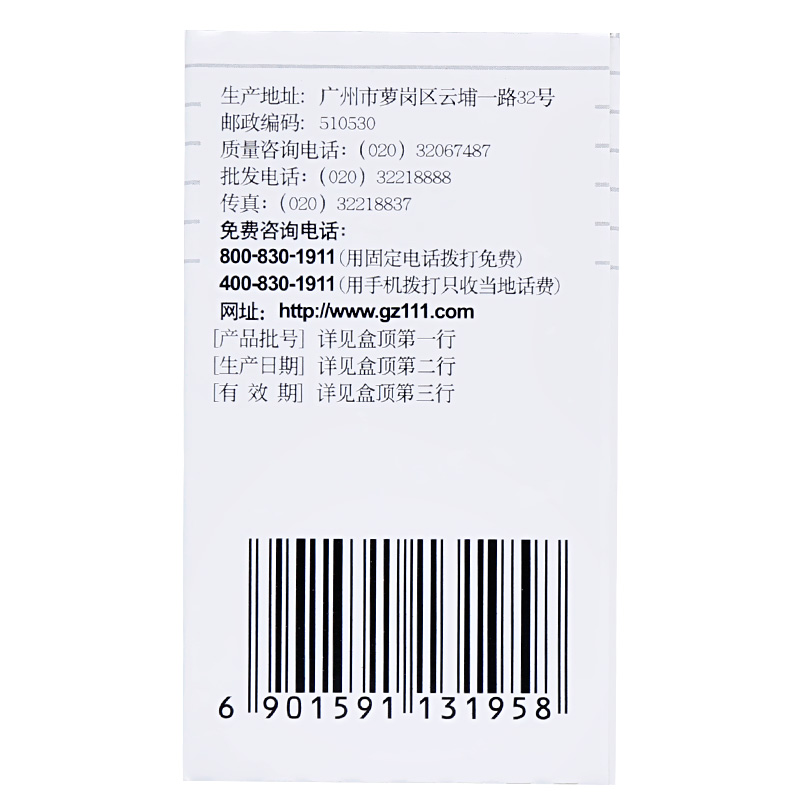 生产地址：广州市萝岗区云埔一路32号
邮政编码：510530
质量咨询电话：(020) 32067487
批发电话：(020) 32218888
传真：(020) 32218837
免费咨询电话：
800-830-1911(用固定电话拨打免费)
400-830-1911(用手机拨打只收当地话费)
网址：http://www.gz111.com
[产品批号] 详见盒顶第一行
[生产日期] 详见盒顶第二行
[有 效 期] 详见盒顶第三行
6 901591 131958